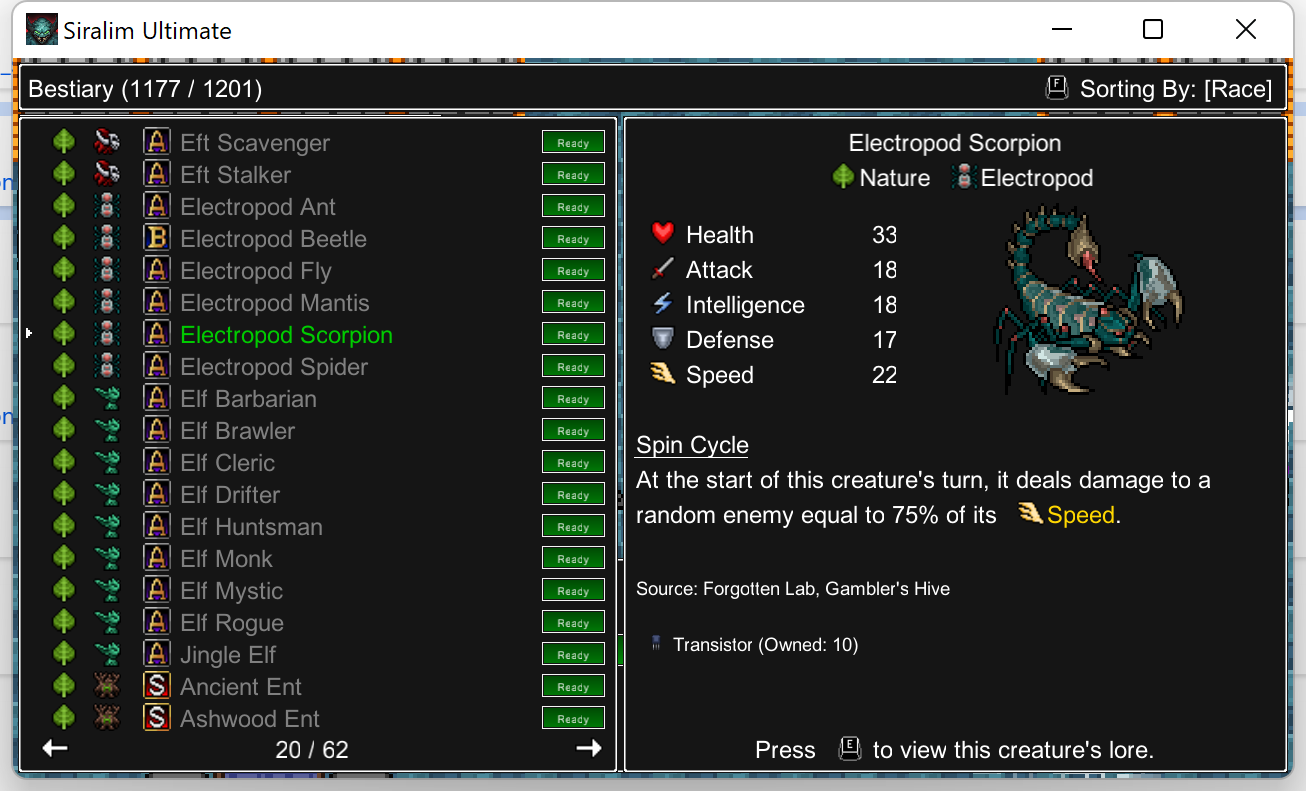 Siralim Ultimate
Bestiary (1177 / 1201)
F Sorting By: [Race]
A Eft Scavenger Ready
A Eft Stalker Ready
A Electropod Ant Ready
B Electropod Beetle Ready
A Electropod Fly Ready
A Electropod Mantis Ready
A Electropod Scorpion Ready
A Electropod Spider Ready
A Elf Barbarian Ready
A Elf Brawler Ready
A Elf Cleric Ready
A Elf Drifter Ready
A Elf Huntsman Ready
A Elf Monk Ready
A Elf Mystic Ready
A Elf Rogue Ready
A Jingle Elf Ready
S Ancient Ent Ready
S Ashwood Ent Ready
20 / 62
Electropod Scorpion
Nature Electropod
Health 33
Attack 18
Intelligence 18
Defense 17
Speed 22
Spin Cycle
At the start of this creature's turn, it deals damage to a
random enemy equal to 75% of its Speed.
Source: Forgotten Lab, Gambler's Hive
Transistor (Owned: 10)
Press E to view this creature's lore.